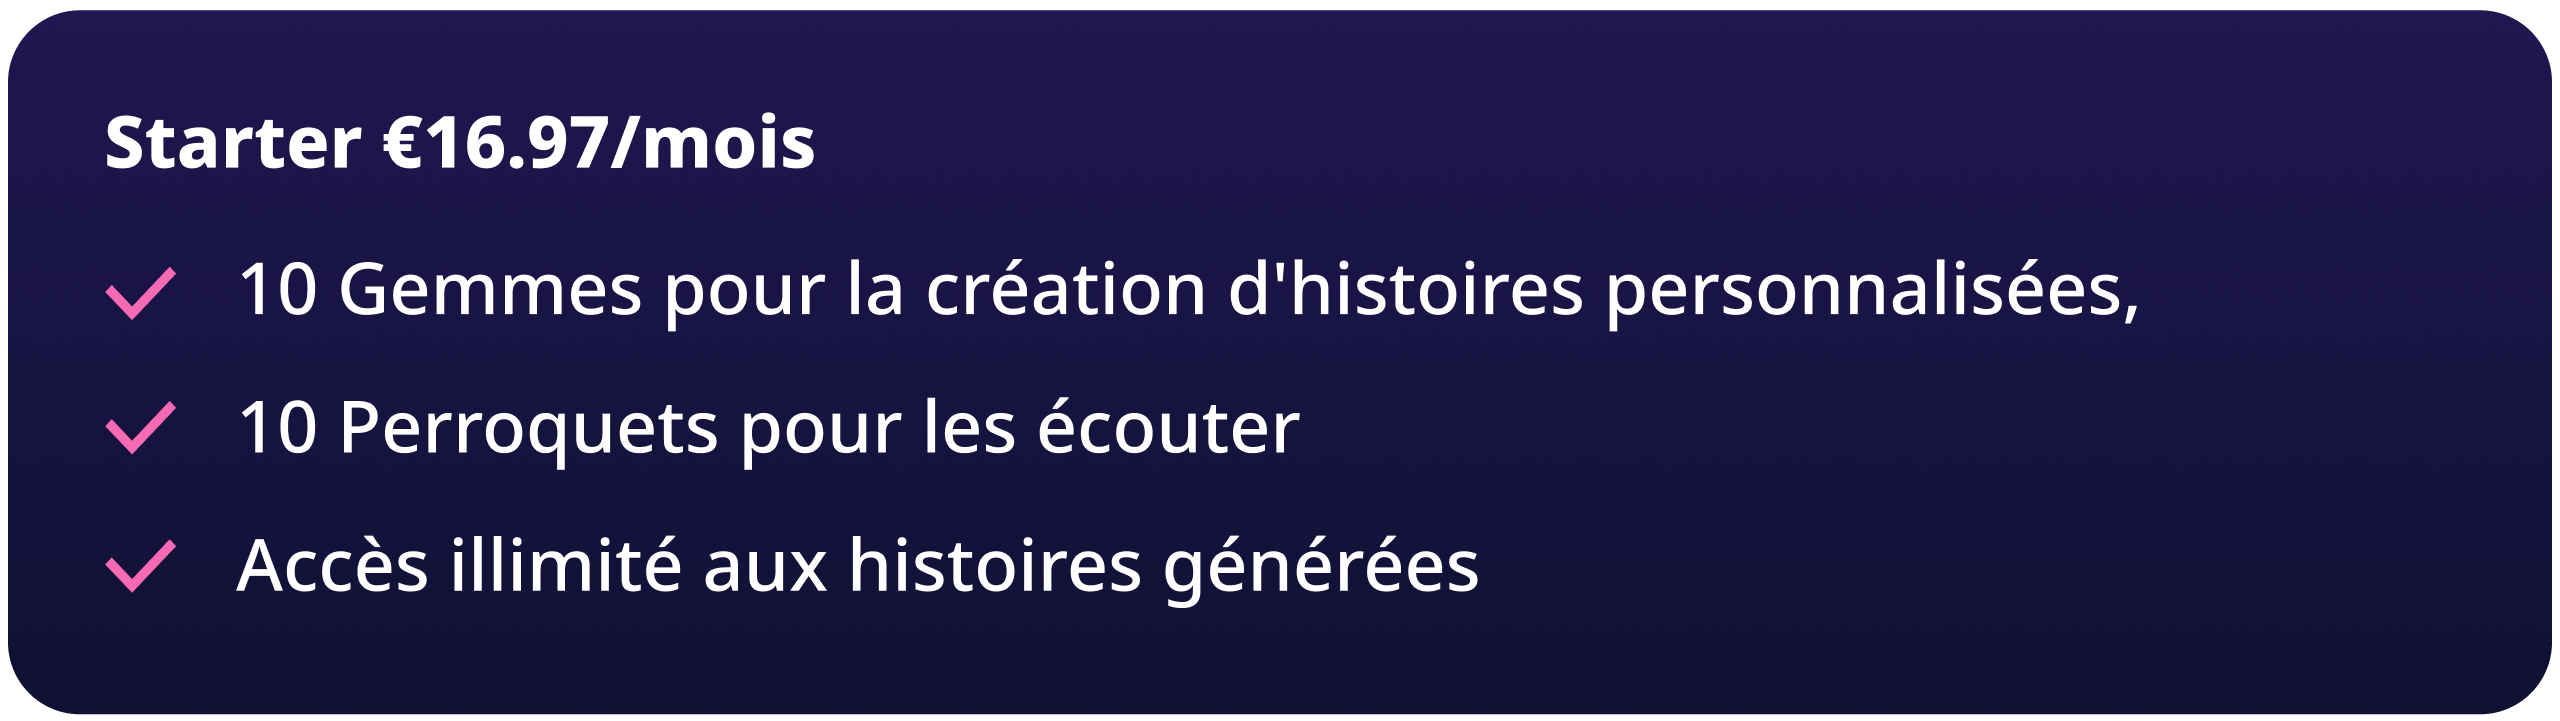 Starter €16.97/mois
10 Gemmes pour la création d'histoires personnalisées,
10 Perroquets pour les écouter
Accès illimité aux histoires générées